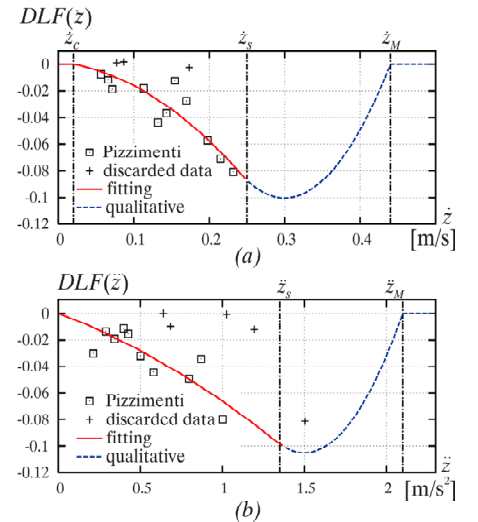 DLF(ż)
ż_c ż_s ż_M
0
-0.02
-0.04
-0.06
-0.08
-0.1
-0.12
Pizzimenti
discarded data
fitting
qualitative
0 0.1 0.2 0.3 0.4 ż
[m/s]
(a)
DLF(z̈)
z̈_s z̈_M
0
-0.02
-0.04
-0.06
-0.08
-0.1
-0.12
Pizzimenti
discarded data
fitting
qualitative
0 0.5 1 1.5 2 z̈
[m/s²]
(b)